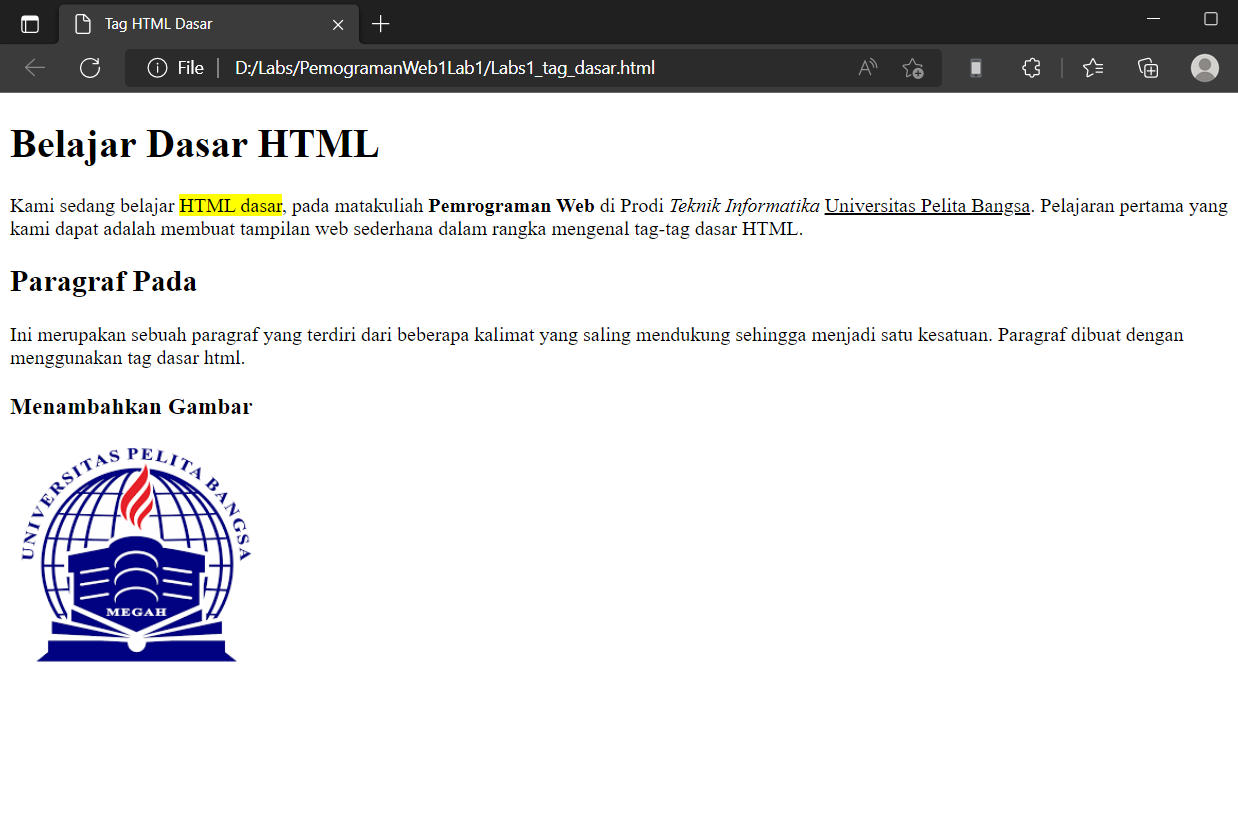 Tag HTML Dasar
File
D:/Labs/PemogramanWeb1Lab1/Labs1_tag_dasar.html
Belajar Dasar HTML
Kami sedang belajar HTML dasar, pada matakuliah Pemrograman Web di Prodi Teknik Informatika Universitas Pelita Bangsa. Pelajaran pertama yang
kami dapat adalah membuat tampilan web sederhana dalam rangka mengenal tag-tag dasar HTML.
Paragraf Pada
Ini merupakan sebuah paragraf yang terdiri dari beberapa kalimat yang saling mendukung sehingga menjadi satu kesatuan. Paragraf dibuat dengan
menggunakan tag dasar html.
Menambahkan Gambar
UNIVERSITAS PELITA BANGSA
MEGAH